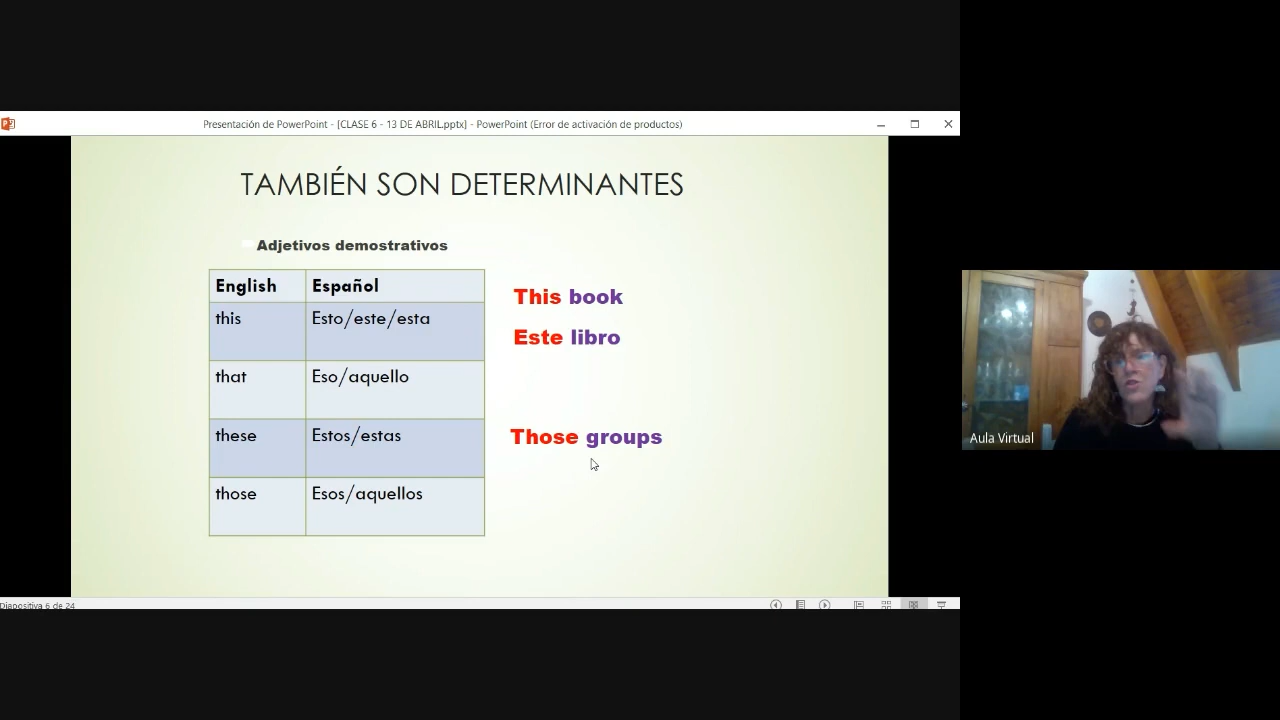 Presentación de PowerPoint - [CLASE 6 - 13 DE ABRIL.pptx] - PowerPoint (Error de activación de productos)
TAMBIÉN SON DETERMINANTES
Adjetivos demostrativos
English Español
this Esto/este/esta
that Eso/aquello
these Estos/estas
those Esos/aquellos
This book
Este libro
Those groups
Aula Virtual
Diapositiva 6 de 24